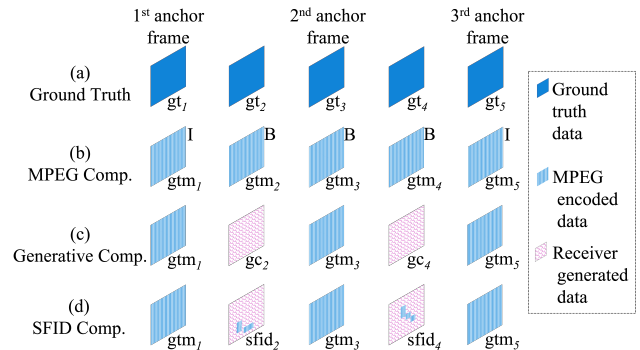 1st anchor frame
2nd anchor frame
3rd anchor frame
(a)
Ground Truth
gt1 gt2 gt3 gt4 gt5
I B B B I
(b)
MPEG Comp.
gtm1 gtm2 gtm3 gtm4 gtm5
(c)
Generative Comp.
gtm1 gc2 gtm3 gc4 gtm5
(d)
SFID Comp.
gtm1 sfid2 gtm3 sfid4 gtm5
Ground
truth
data
MPEG
encoded
data
Receiver
generated
data